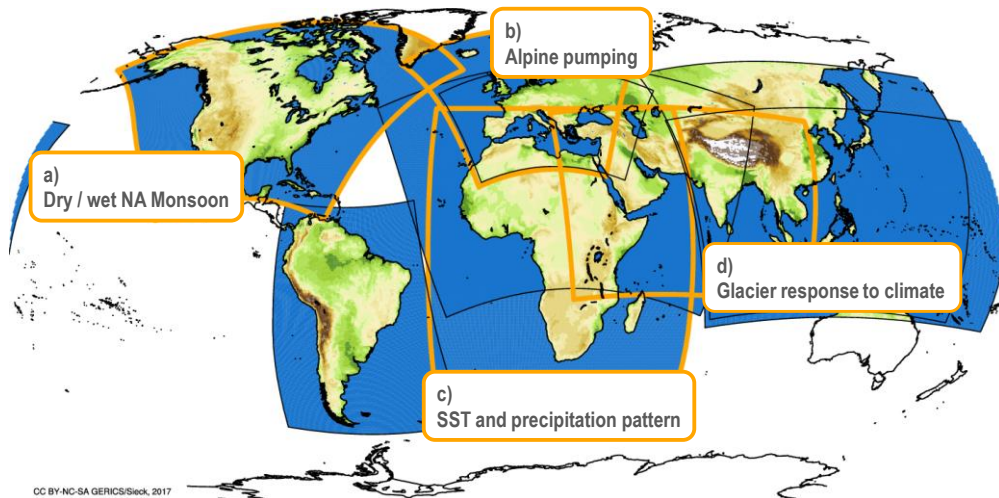 b)
Alpine pumping
a)
Dry / wet NA Monsoon
d)
Glacier response to climate
c)
SST and precipitation pattern
CC BY-NC-SA GERICS/Sieck, 2017